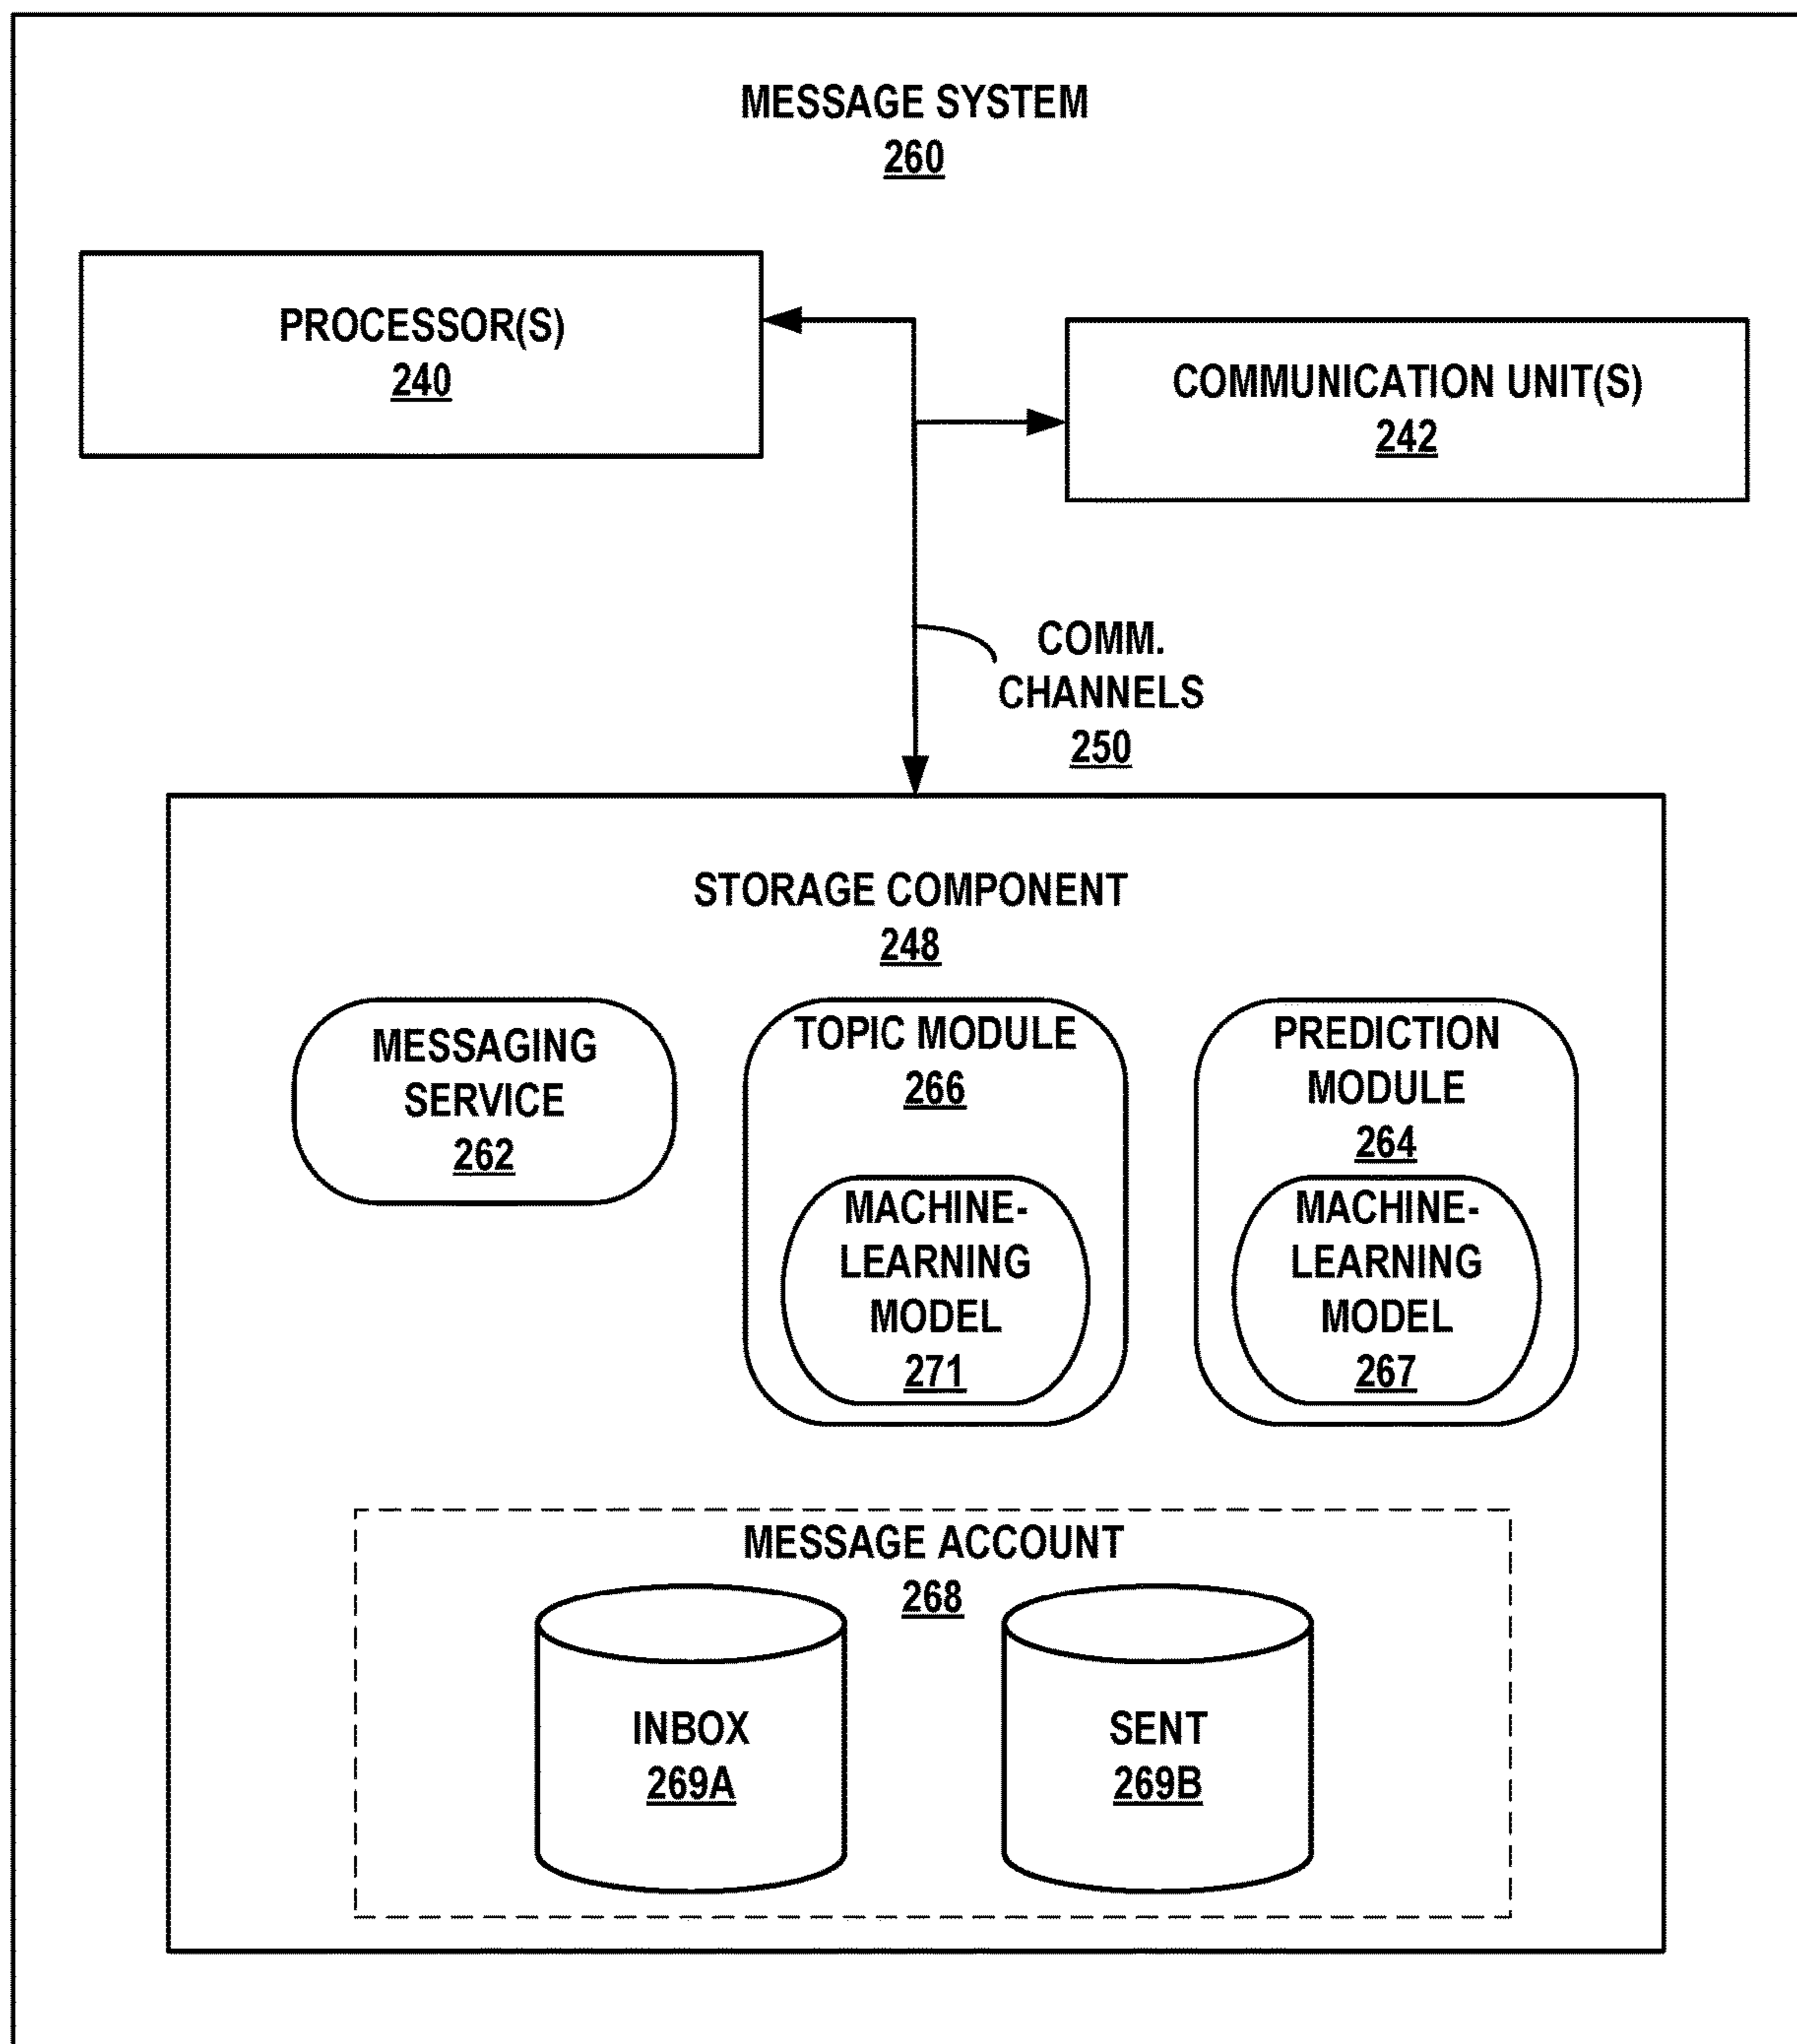 MESSAGE SYSTEM
260
PROCESSOR(S)
240
COMMUNICATION UNIT(S)
242
COMM.
CHANNELS
250
STORAGE COMPONENT
248
MESSAGING
SERVICE
262
TOPIC MODULE
266
MACHINE-
LEARNING
MODEL
271
PREDICTION
MODULE
264
MACHINE-
LEARNING
MODEL
267
MESSAGE ACCOUNT
268
INBOX
269A
SENT
269B